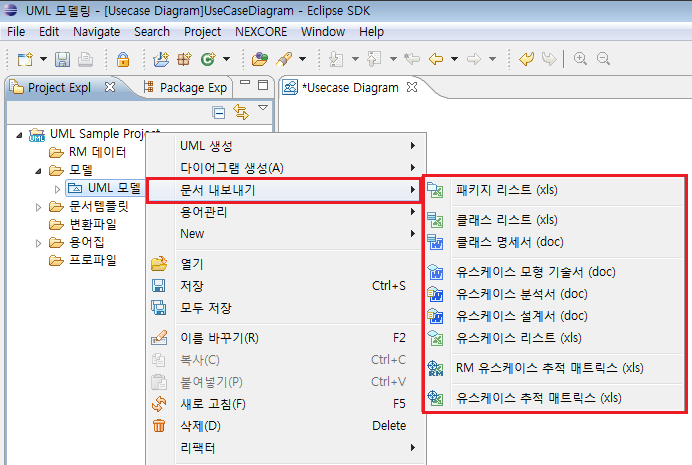 UML 모델링 - [Usecase Diagram]UseCaseDiagram - Eclipse SDK
File Edit Navigate Search Project NEXCORE Window Help
Project Expl Package Exp
*Usecase Diagram
UML Sample Project
RM 데이터
모델
UML 모델
문서템플릿
변환파일
용어집
프로파일
UML 생성
다이어그램 생성(A)
문서 내보내기
용어관리
New
열기
저장 Ctrl+S
모두 저장
이름 바꾸기(R) F2
복사(C) Ctrl+C
붙여넣기(P) Ctrl+V
새로 고침(F) F5
삭제(D) Delete
리팩터
패키지 리스트 (xls)
클래스 리스트 (xls)
클래스 명세서 (doc)
유스케이스 모형 기술서 (doc)
유스케이스 분석서 (doc)
유스케이스 설계서 (doc)
유스케이스 리스트 (xls)
RM 유스케이스 추적 매트릭스 (xls)
유스케이스 추적 매트릭스 (xls)